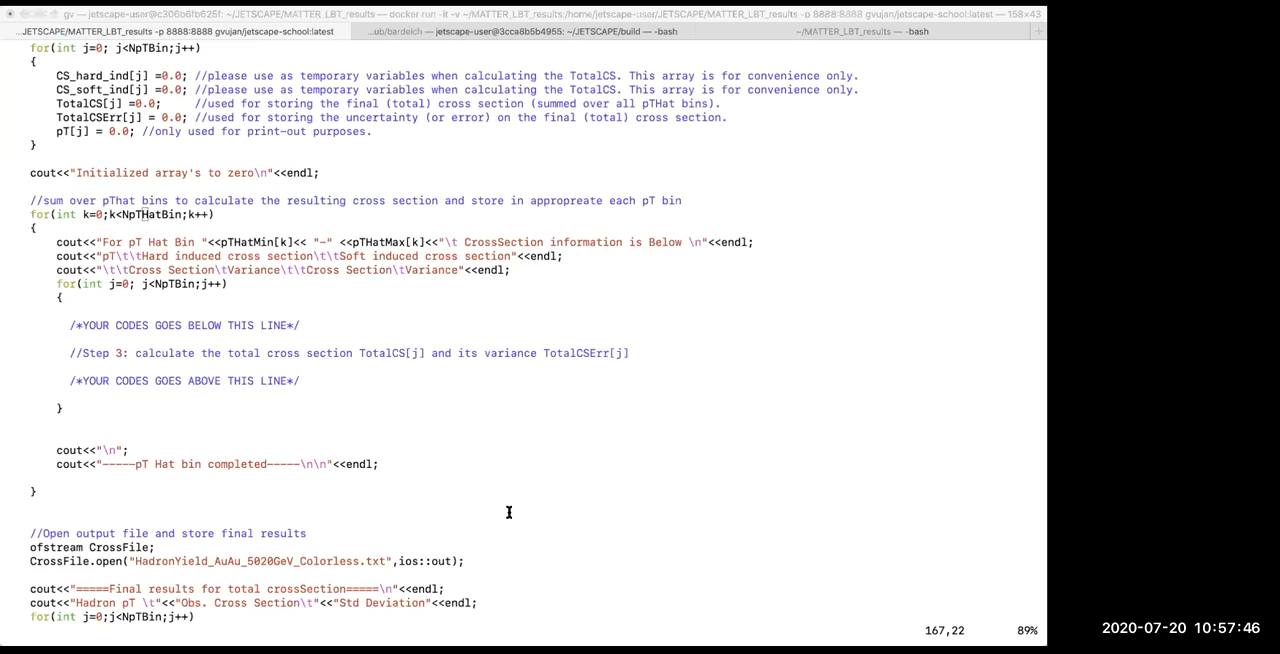 gv — jetscape-user@c306b6fb625f: ~/JETSCAPE/MATTER_LBT_results — docker run -it -v ~/MATTER_LBT_results:/home/jetscape-user/JETSCAPE/MATTER_LBT_results -p 8888:8888 gvujan/jetscape-school:latest — 158×43
...JETSCAPE/MATTER_LBT_results -p 8888:8888 gvujan/jetscape-school:latest ...ub/bardelch — jetscape-user@3cca8b5b4955: ~/JETSCAPE/build — -bash ~/MATTER_LBT_results — -bash +
for(int j=0; j<NpTBin;j++)
{
CS_hard_ind[j] =0.0; //please use as temporary variables when calculating the TotalCS. This array is for convenience only.
CS_soft_ind[j] =0.0; //please use as temporary variables when calculating the TotalCS. This array is for convenience only.
TotalCS[j] =0.0; //used for storing the final (total) cross section (summed over all pTHat bins).
TotalCSErr[j] = 0.0; //used for storing the uncertainty (or error) on the final (total) cross section.
pT[j] = 0.0; //only used for print-out purposes.
}
cout<<"Initialized array's to zero\n"<<endl;
//sum over pThat bins to calculate the resulting cross section and store in appropreate each pT bin
for(int k=0;k<NpTHatBin;k++)
{
cout<<"For pT Hat Bin "<<pTHatMin[k]<< "-" <<pTHatMax[k]<<"\t CrossSection information is Below \n"<<endl;
cout<<"pT\t\tHard induced cross section\t\tSoft induced cross section"<<endl;
cout<<"\t\tCross Section\tVariance\t\tCross Section\tVariance"<<endl;
for(int j=0; j<NpTBin;j++)
{
/*YOUR CODES GOES BELOW THIS LINE*/
//Step 3: calculate the total cross section TotalCS[j] and its variance TotalCSErr[j]
/*YOUR CODES GOES ABOVE THIS LINE*/
}
cout<<"\n";
cout<<"-----pT Hat bin completed-----\n\n"<<endl;
}
//Open output file and store final results
ofstream CrossFile;
CrossFile.open("HadronYield_AuAu_5020GeV_Colorless.txt",ios::out);
cout<<"=====Final results for total crossSection=====\n"<<endl;
cout<<"Hadron pT \t"<<"Obs. Cross Section\t"<<"Std Deviation"<<endl;
for(int j=0;j<NpTBin;j++)
167,22 89%
2020-07-20 10:57:46